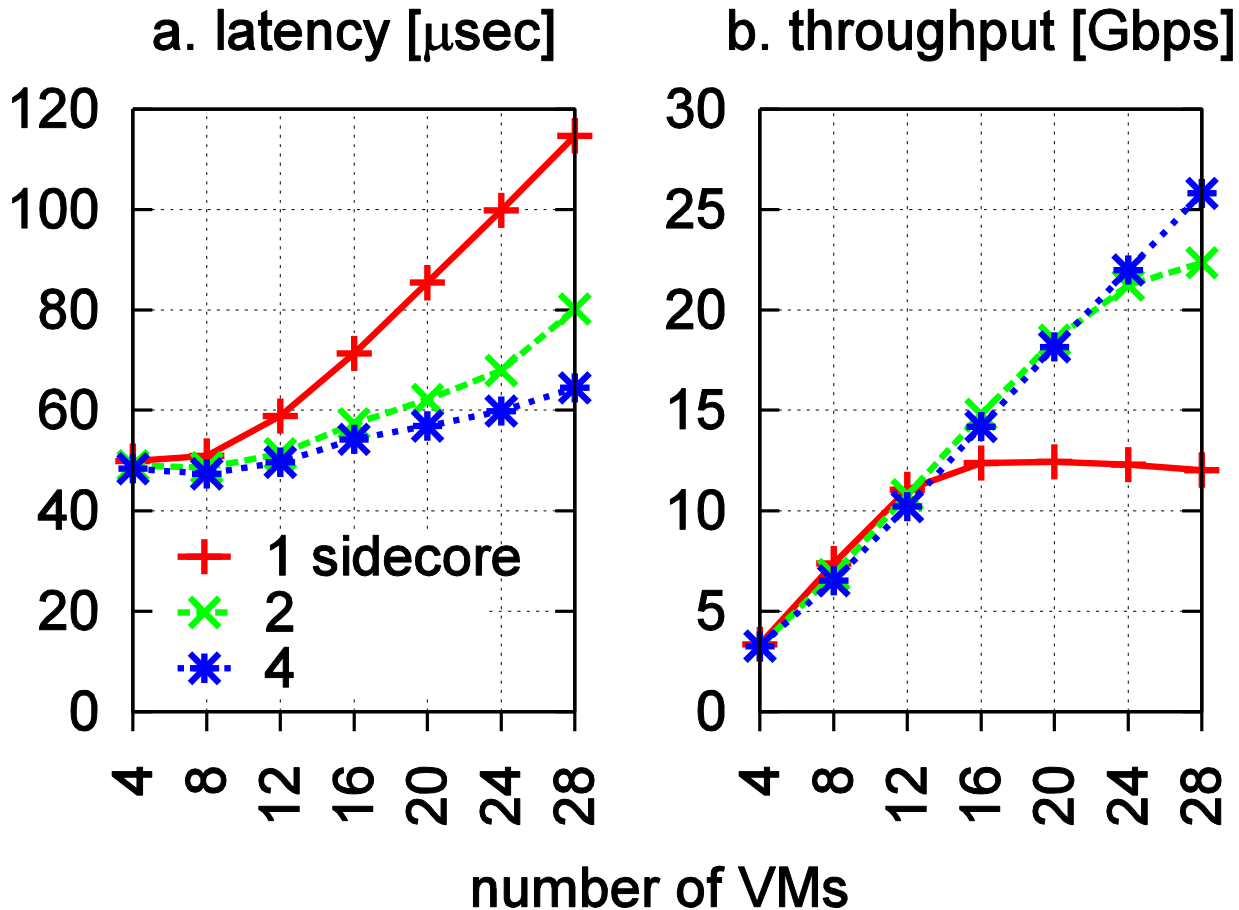 a. latency [μsec]
120
100
80
60
40
20
0
1 sidecore
2
4
4 8 12 16 20 24 28
b. throughput [Gbps]
30
25
20
15
10
5
0
4 8 12 16 20 24 28
number of VMs